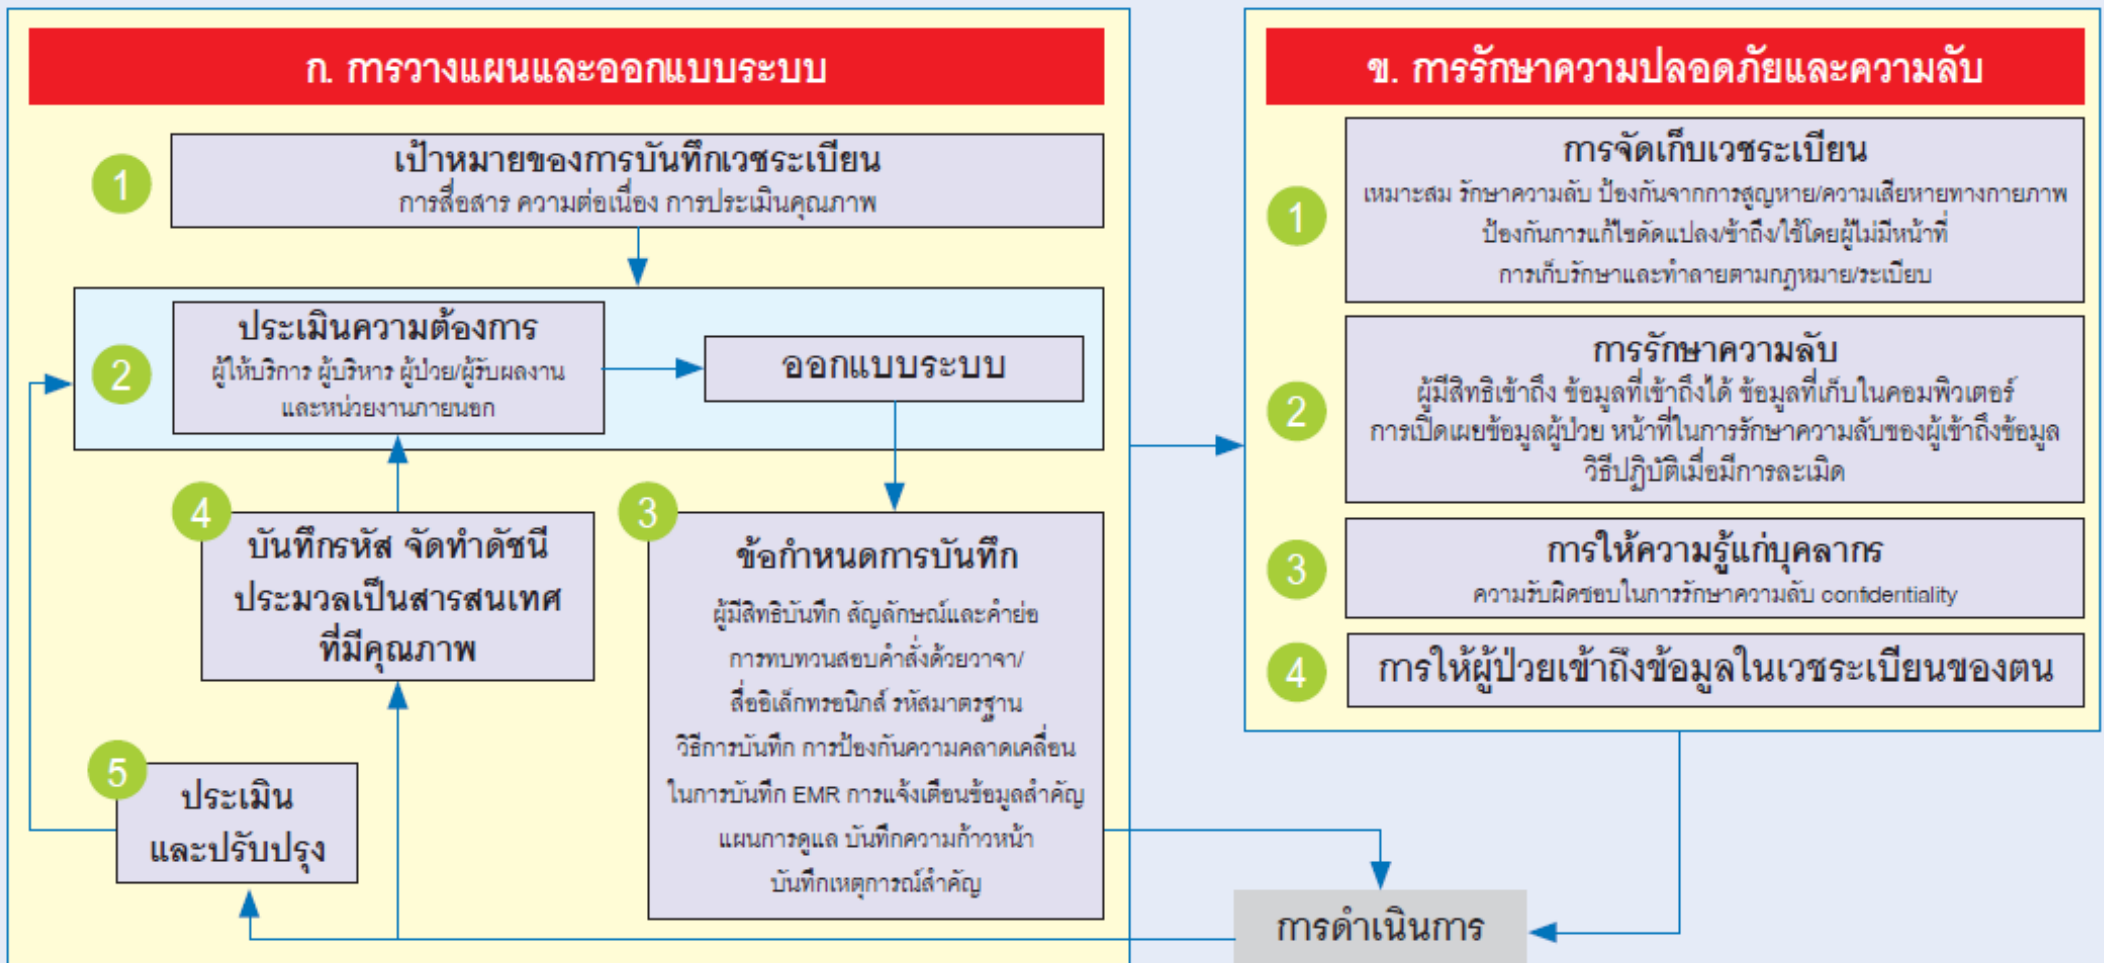 ก. การวางแผนและออกแบบระบบ
1
เป้าหมายของการบันทึกเวชระเบียน
การสื่อสาร ความต่อเนื่อง การประเมินคุณภาพ
2
ประเมินความต้องการ
ผู้ให้บริการ ผู้บริหาร ผู้ป่วย/ผู้รับผลงาน
และหน่วยงานภายนอก
ออกแบบระบบ
4
บันทึกรหัส จัดทำดัชนี
ประมวลเป็นสารสนเทศ
ที่มีคุณภาพ
3
ข้อกำหนดการบันทึก
ผู้มีสิทธิบันทึก สัญลักษณ์และคำย่อ
การทบทวนสอบคำสั่งด้วยวาจา/
สื่ออิเล็กทรอนิกส์ รหัสมาตรฐาน
วิธีการบันทึก การป้องกันความคลาดเคลื่อน
ในการบันทึก EMR การแจ้งเตือนข้อมูลสำคัญ
แผนการดูแล บันทึกความก้าวหน้า
บันทึกเหตุการณ์สำคัญ
5
ประเมิน
และปรับปรุง
ข. การรักษาความปลอดภัยและความลับ
1
การจัดเก็บเวชระเบียน
เหมาะสม รักษาความลับ ป้องกันจากการสูญหาย/ความเสียหายทางกายภาพ
ป้องกันการแก้ไขดัดแปลง/ข้าถึง/ใช้โดยผู้ไม่มีหน้าที่
การเก็บรักษาและทำลายตามกฎหมาย/ระเบียบ
2
การรักษาความลับ
ผู้มีสิทธิเข้าถึง ข้อมูลที่เข้าถึงได้ ข้อมูลที่เก็บในคอมพิวเตอร์
การเปิดเผยข้อมูลผู้ป่วย หน้าที่ในการรักษาความลับของผู้เข้าถึงข้อมูล
วิธีปฏิบัติเมื่อมีการละเมิด
3
การให้ความรู้แก่บุคลากร
ความรับผิดชอบในการรักษาความลับ confidentiality
4
การให้ผู้ป่วยเข้าถึงข้อมูลในเวชระเบียนของตน
การดำเนินการ